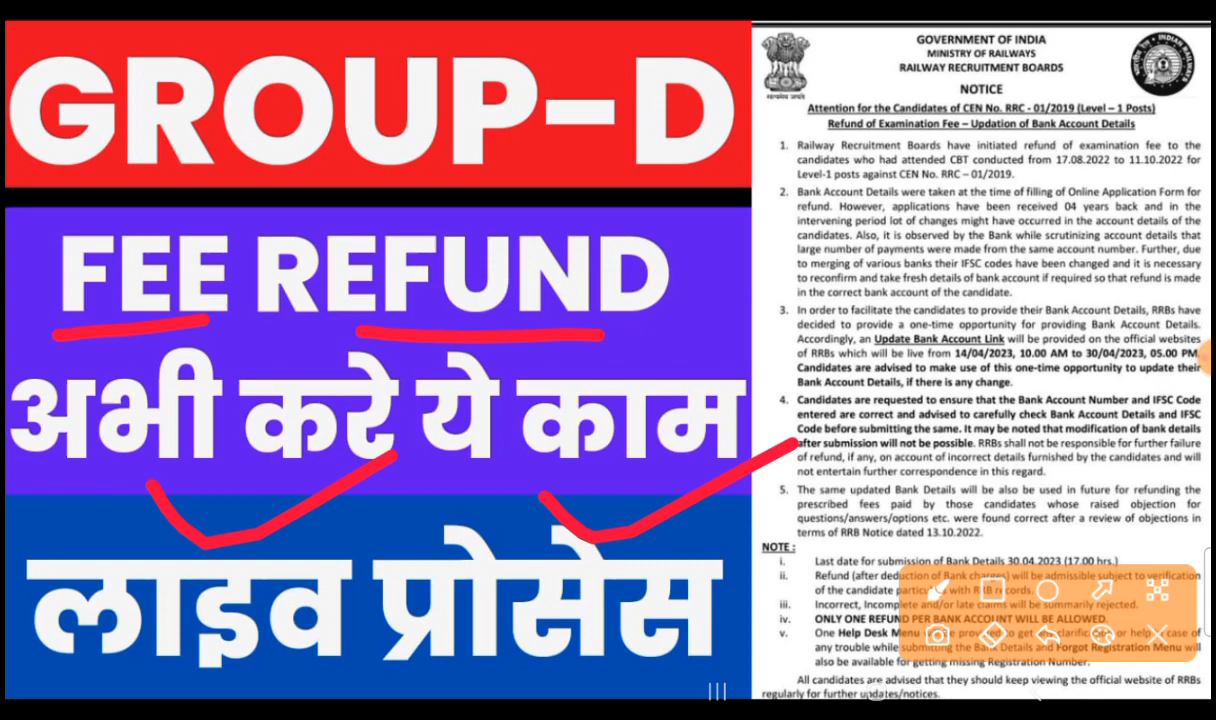 GROUP-D
FEE REFUND
अभी करे ये काम
लाइव प्रोसेस
GOVERNMENT OF INDIA
MINISTRY OF RAILWAYS
RAILWAY RECRUITMENT BOARDS
NOTICE
Attention for the Candidates of CEN No. RRC - 01/2019 (Level – 1 Posts)
Refund of Examination Fee – Updation of Bank Account Details
1. Railway Recruitment Boards have initiated refund of examination fee to the
candidates who had attended CBT conducted from 17.08.2022 to 11.10.2022 for
Level-1 posts against CEN No. RRC – 01/2019.
2. Bank Account Details were taken at the time of filling of Online Application Form for
refund. However, applications have been received 04 years back and in the
intervening period lot of changes might have occurred in the account details of the
candidates. Also, it is observed by the Bank while scrutinizing account details that
large number of payments were made from the same account number. Further, due
to merging of various banks their IFSC codes have been changed and it is necessary
to reconfirm and take fresh details of bank account if required so that refund is made
in the correct bank account of the candidate.
3. In order to facilitate the candidates to provide their Bank Account Details, RRBs have
decided to provide a one-time opportunity for providing Bank Account Details.
Accordingly, an Update Bank Account Link will be provided on the official websites
of RRBs which will be live from 14/04/2023, 10.00 AM to 30/04/2023, 05.00 PM.
Candidates are advised to make use of this one-time opportunity to update their
Bank Account Details, if there is any change.
4. Candidates are requested to ensure that the Bank Account Number and IFSC Code
entered are correct and advised to carefully check Bank Account Details and IFSC
Code before submitting the same. It may be noted that modification of bank details
after submission will not be possible. RRBs shall not be responsible for further failure
of refund, if any, on account of incorrect details furnished by the candidates and will
not entertain further correspondence in this regard.
5. The same updated Bank Details will be also be used in future for refunding the
prescribed fees paid by those candidates whose raised objection for
questions/answers/options etc. were found correct after a review of objections in
terms of RRB Notice dated 13.10.2022.
NOTE :
i. Last date for submission of Bank Details 30.04.2023 (17.00 hrs.)
ii. Refund (after deduction of Bank charges) will be admissible subject to verification
of the candidate with RRB records.
iii. Incorrect, Incomplete and/or late claims will be summarily rejected.
iv. ONLY ONE REFUND PER BANK ACCOUNT WILL BE ALLOWED.
v. One Help Desk Menu to get help case of
any trouble while submitting the Bank Details and Forgot Registration Menu will
also be available for getting missing Registration Number.
All candidates are advised that they should keep viewing the official website of RRBs
regularly for further updates/notices.